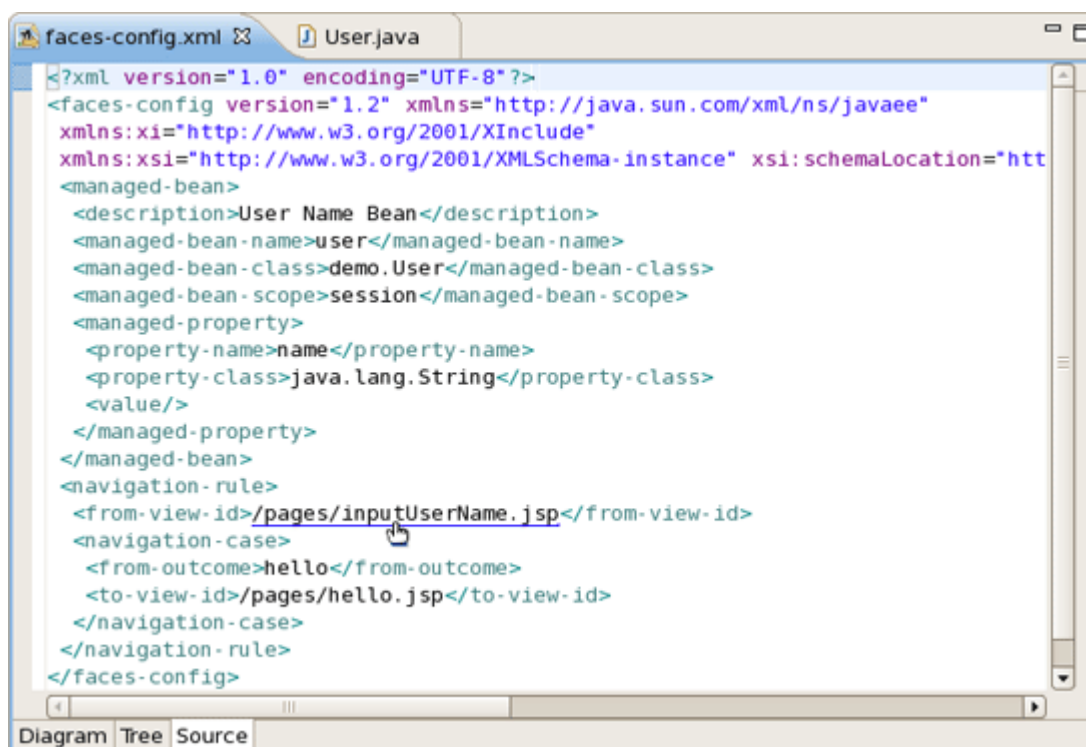 faces-config.xml User.java
<?xml version="1.0" encoding="UTF-8"?>
<faces-config version="1.2" xmlns="http://java.sun.com/xml/ns/javaee"
xmlns:xi="http://www.w3.org/2001/XInclude"
xmlns:xsi="http://www.w3.org/2001/XMLSchema-instance" xsi:schemaLocation="htt
<managed-bean>
<description>User Name Bean</description>
<managed-bean-name>user</managed-bean-name>
<managed-bean-class>demo.User</managed-bean-class>
<managed-bean-scope>session</managed-bean-scope>
<managed-property>
<property-name>name</property-name>
<property-class>java.lang.String</property-class>
<value/>
</managed-property>
</managed-bean>
<navigation-rule>
<from-view-id>/pages/inputUserName.jsp</from-view-id>
<navigation-case>
<from-outcome>hello</from-outcome>
<to-view-id>/pages/hello.jsp</to-view-id>
</navigation-case>
</navigation-rule>
</faces-config>
Diagram Tree Source